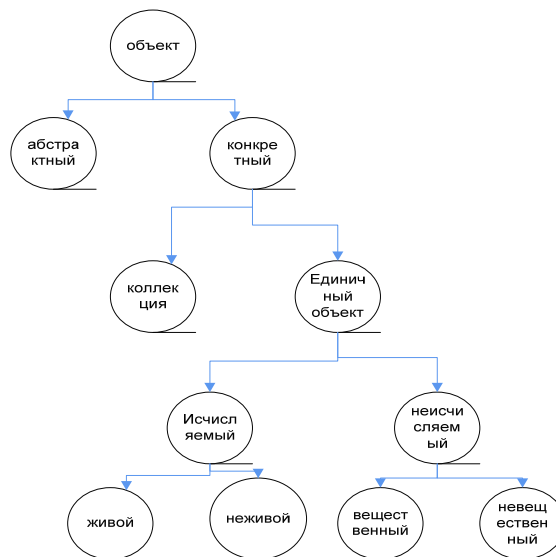 объект
абстра
ктный
конкре
тный
коллек
ция
Единич
ный
объект
Исчисл
яемый
неисчи
сляем
ый
живой
неживой
вещест
венный
невещ
ествен
ный